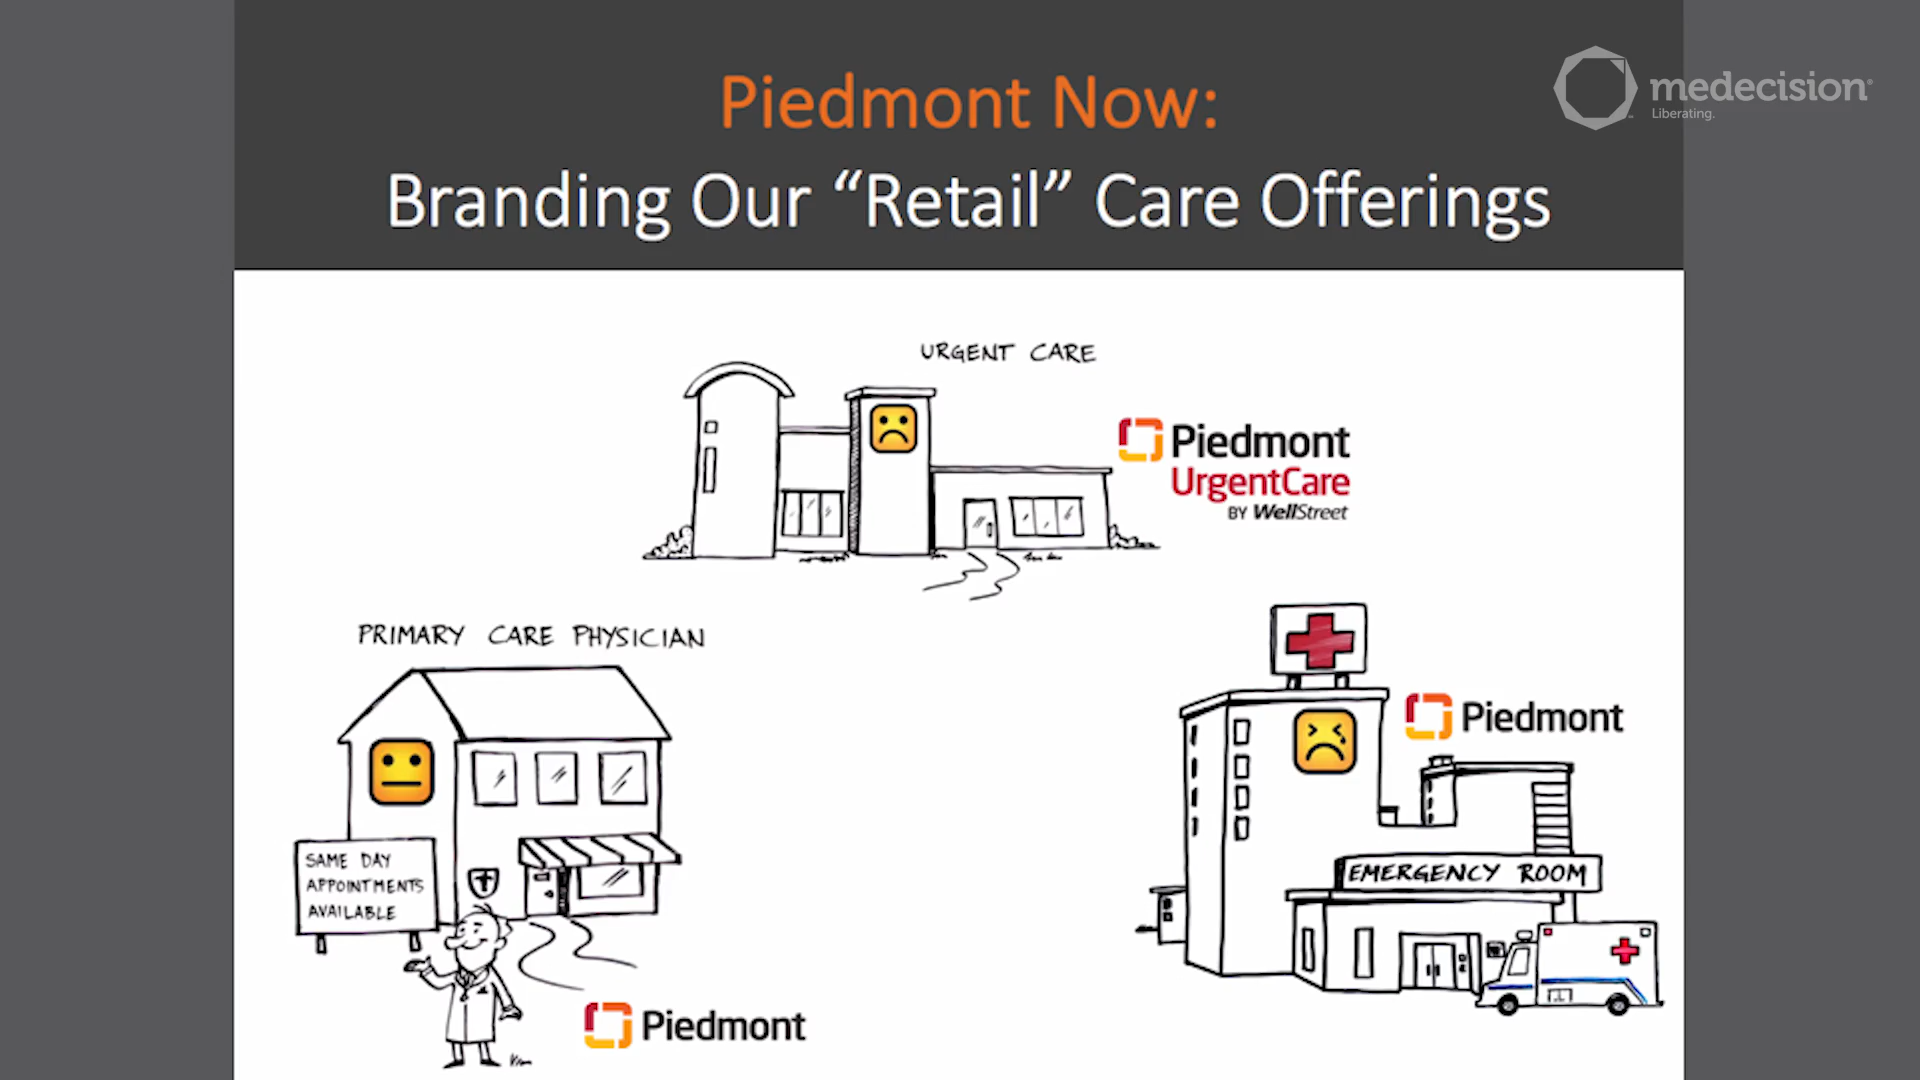 Piedmont Now:
medecision®
Liberating.
Branding Our “Retail” Care Offerings
URGENT CARE
Piedmont
UrgentCare
BY WellStreet
PRIMARY CARE PHYSICIAN
SAME DAY
APPOINTMENTS
AVAILABLE
Piedmont
Piedmont
EMERGENCY ROOM